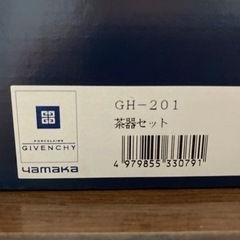 GH-201
茶器セット
PORCELAINE
GIVENCHY
yamaka
4 979855 330791